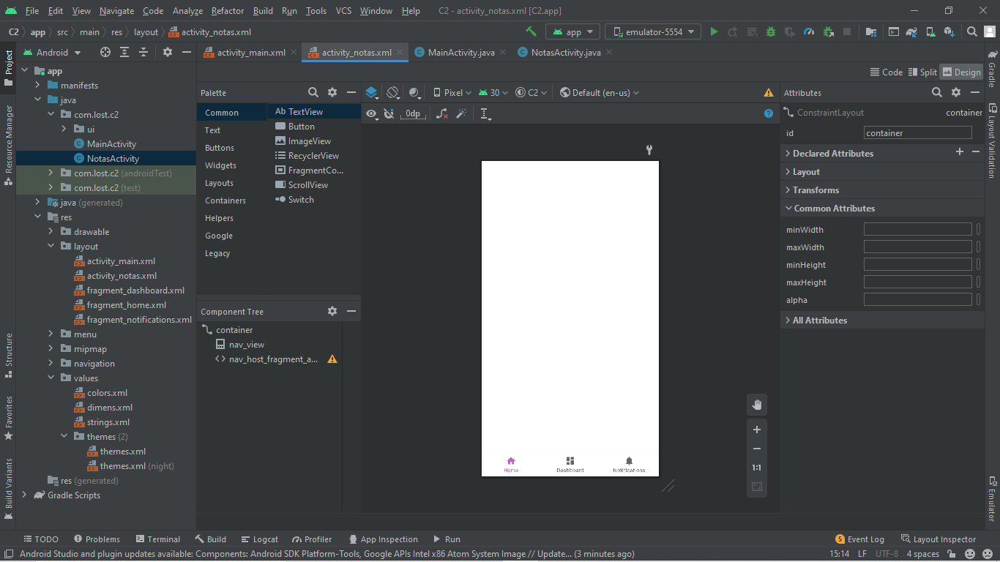 File Edit View Navigate Code Analyze Refactor Build Run Tools VCS Window Help C2 - activity_notas.xml [C2.app]
C2 app src main res layout activity_notas.xml app emulator-5554
Android activity_main.xml activity_notas.xml MainActivity.java NotasActivity.java
Code Split Design
Project
Resource Manager
Structure
Favorites
Build Variants
app
manifests
java
com.lost.c2
ui
MainActivity
NotasActivity
com.lost.c2 (androidTest)
com.lost.c2 (test)
java (generated)
res
drawable
layout
activity_main.xml
activity_notas.xml
fragment_dashboard.xml
fragment_home.xml
fragment_notifications.xml
menu
mipmap
navigation
values
colors.xml
dimens.xml
strings.xml
themes (2)
themes.xml
themes.xml (night)
res (generated)
Gradle Scripts
Palette
Common
Text
Buttons
Widgets
Layouts
Containers
Helpers
Google
Legacy
Ab TextView
Button
ImageView
RecyclerView
FragmentCo...
ScrollView
Switch
Component Tree
container
nav_view
nav_host_fragment_a...
Pixel 30 C2 Default (en-us)
0dp
Home Dashboard Notifications
1:1
Attributes
ConstraintLayout container
id container
Declared Attributes
Layout
Transforms
Common Attributes
minWidth
maxWidth
minHeight
maxHeight
alpha
All Attributes
Gradle
Layout Validation
Emulator
TODO Problems Terminal Build Logcat Profiler App Inspection Run 5 Event Log Layout Inspector
Android Studio and plugin updates available: Components: Android SDK Platform-Tools, Google APIs Intel x86 Atom System Image // Update... (3 minutes ago) 15:14 LF UTF-8 4 spaces